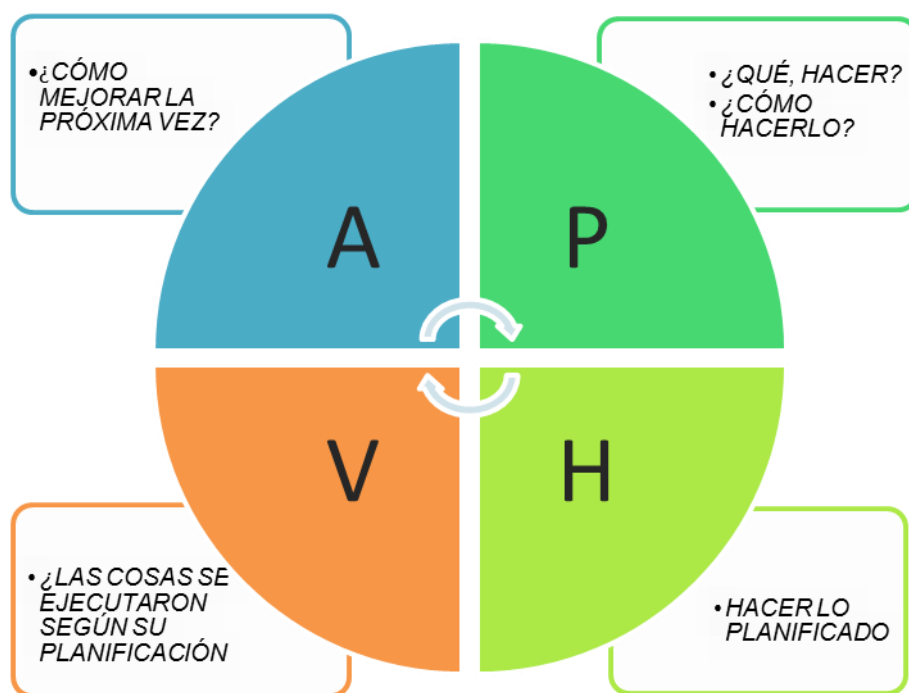 •¿CÓMO
MEJORAR LA
PRÓXIMA VEZ?
• ¿QUÉ, HACER?
• ¿CÓMO
HACERLO?
A
P
V
H
• ¿LAS COSAS SE
EJECUTARON
SEGÚN SU
PLANIFICACIÓN
• HACER LO
PLANIFICADO